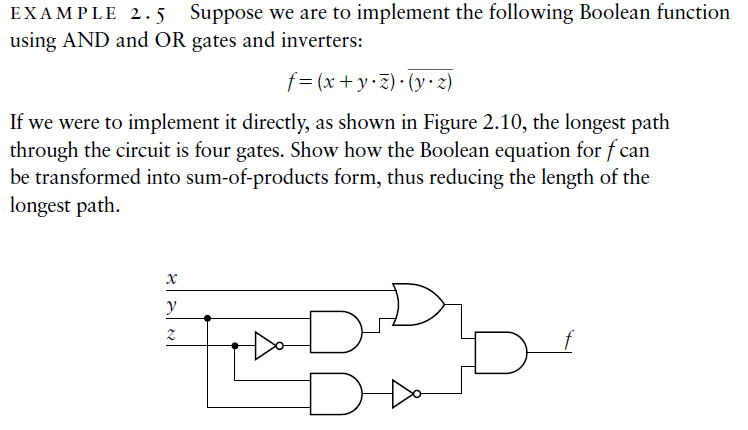 EXAMPLE 2.5 Suppose we are to implement the following Boolean function
using AND and OR gates and inverters:
f = (x + y · z̅) · \overline{(y · z)}
If we were to implement it directly, as shown in Figure 2.10, the longest path
through the circuit is four gates. Show how the Boolean equation for f can
be transformed into sum-of-products form, thus reducing the length of the
longest path.
x
y
z
f